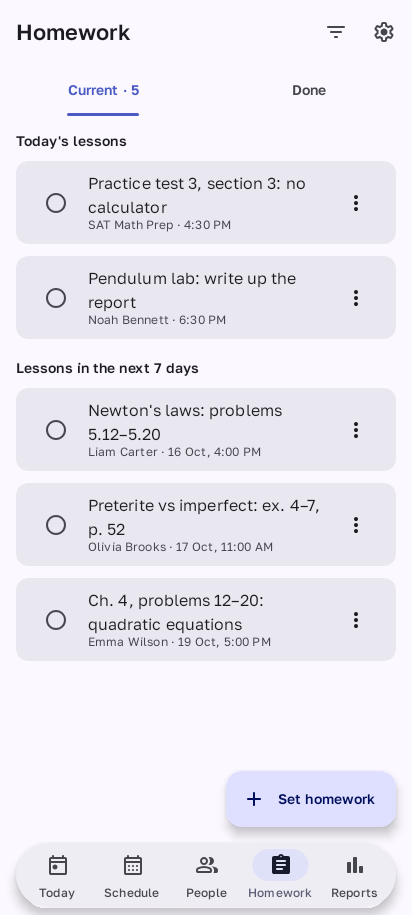 Homework
Current · 5
Done
Today's lessons
Practice test 3, section 3: no
calculator
SAT Math Prep · 4:30 PM
Pendulum lab: write up the
report
Noah Bennett · 6:30 PM
Lessons in the next 7 days
Newton's laws: problems
5.12–5.20
Liam Carter · 16 Oct, 4:00 PM
Preterite vs imperfect: ex. 4–7,
p. 52
Olivia Brooks · 17 Oct, 11:00 AM
Ch. 4, problems 12–20:
quadratic equations
Emma Wilson · 19 Oct, 5:00 PM
Set homework
Today
Schedule
People
Homework
Reports